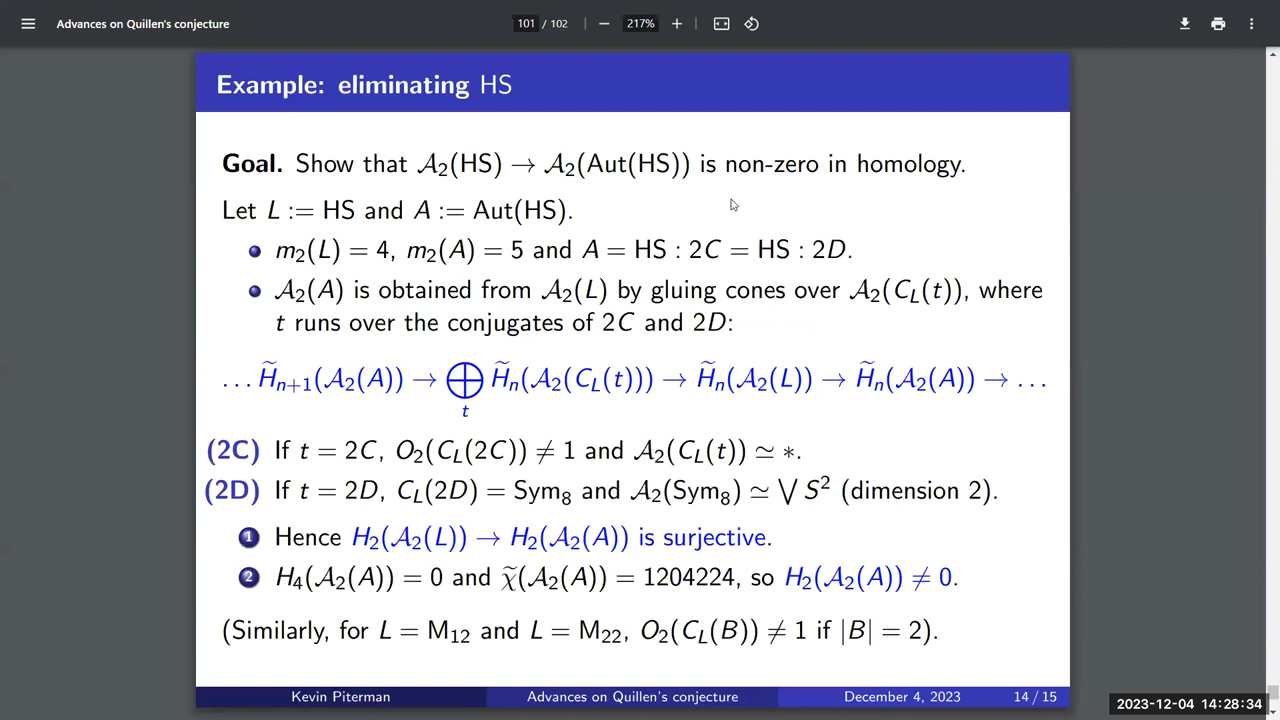 Advances on Quillen's conjecture
101 / 102
217%
Example: eliminating HS
Goal. Show that 𝒜₂(HS) → 𝒜₂(Aut(HS)) is non-zero in homology.
Let L := HS and A := Aut(HS).
m₂(L) = 4, m₂(A) = 5 and A = HS : 2C = HS : 2D.
𝒜₂(A) is obtained from 𝒜₂(L) by gluing cones over 𝒜₂(C_L(t)), where
t runs over the conjugates of 2C and 2D:
… H̃ₙ₊₁(𝒜₂(A)) → ⨁_t H̃ₙ(𝒜₂(C_L(t))) → H̃ₙ(𝒜₂(L)) → H̃ₙ(𝒜₂(A)) → …
(2C) If t = 2C, O₂(C_L(2C)) ≠ 1 and 𝒜₂(C_L(t)) ≃ ∗.
(2D) If t = 2D, C_L(2D) = Sym₈ and 𝒜₂(Sym₈) ≃ ⋁ S² (dimension 2).
1 Hence H₂(𝒜₂(L)) → H₂(𝒜₂(A)) is surjective.
2 H₄(𝒜₂(A)) = 0 and χ̃(𝒜₂(A)) = 1204224, so H₂(𝒜₂(A)) ≠ 0.
(Similarly, for L = M₁₂ and L = M₂₂, O₂(C_L(B)) ≠ 1 if |B| = 2).
Kevin Piterman
Advances on Quillen's conjecture
December 4, 2023
14 / 15
2023-12-04 14:28:34